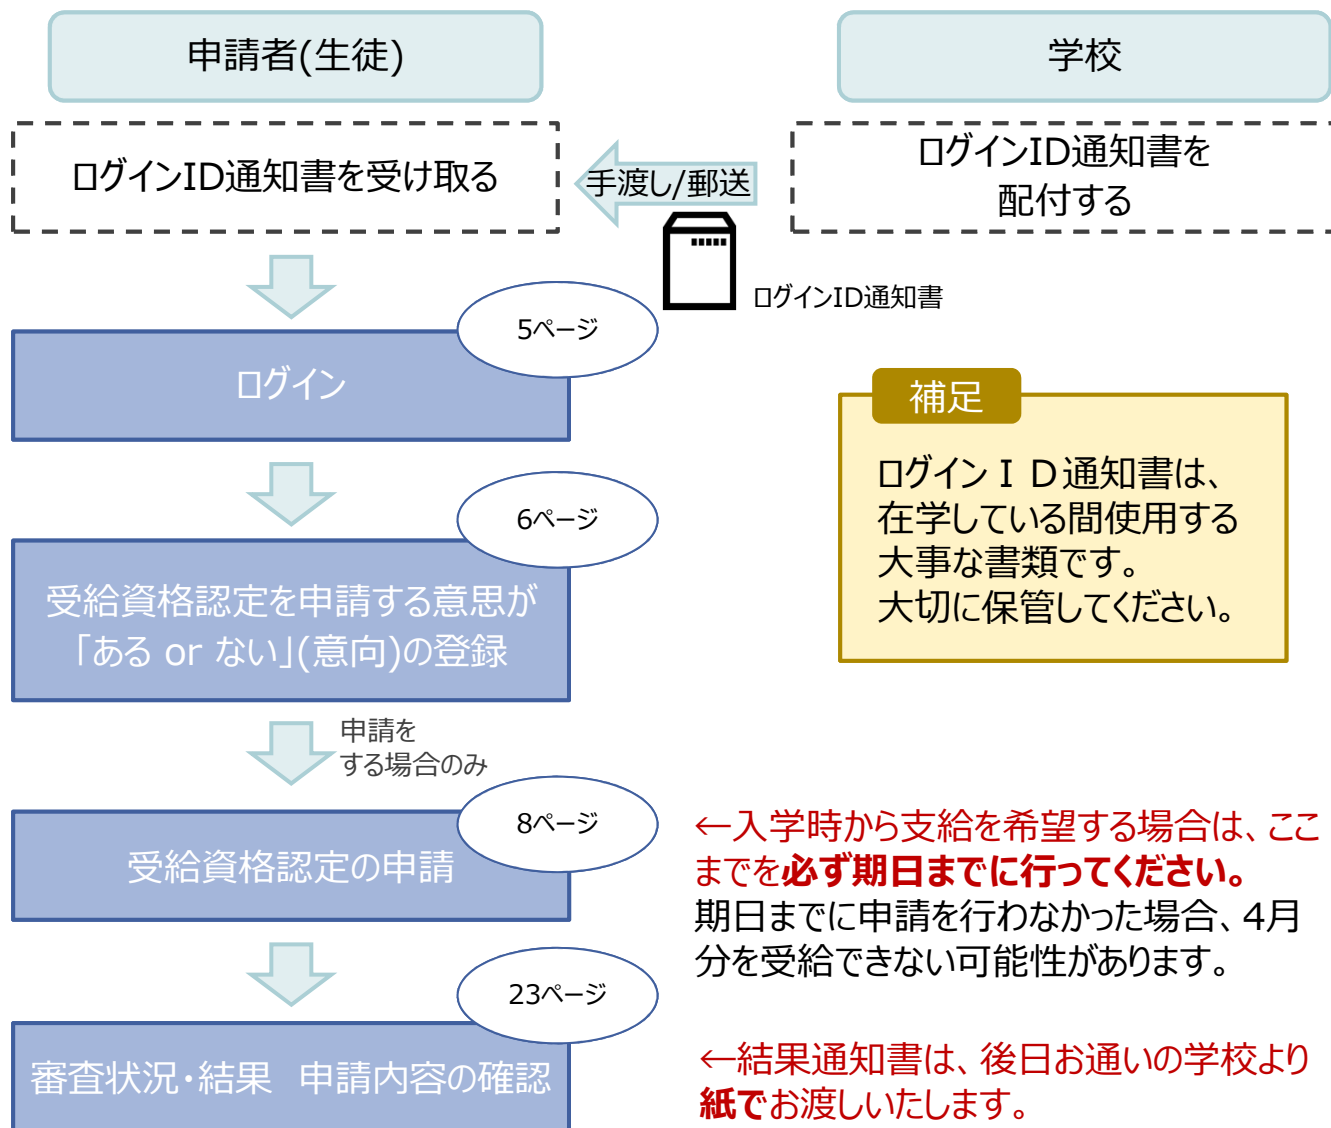 申請者(生徒)
学校
ログインID通知書を受け取る
手渡し/郵送
ログインID通知書を
配付する
ログインID通知書
5ページ
ログイン
補足
ログインＩＤ通知書は、
在学している間使用する
大事な書類です。
大切に保管してください。
6ページ
受給資格認定を申請する意思が
「ある or ない」(意向)の登録
申請を
する場合のみ
8ページ
受給資格認定の申請
←入学時から支給を希望する場合は、ここ
までを必ず期日までに行ってください。
期日までに申請を行わなかった場合、4月
分を受給できない可能性があります。
23ページ
審査状況・結果　申請内容の確認
←結果通知書は、後日お通いの学校より
紙でお渡しいたします。